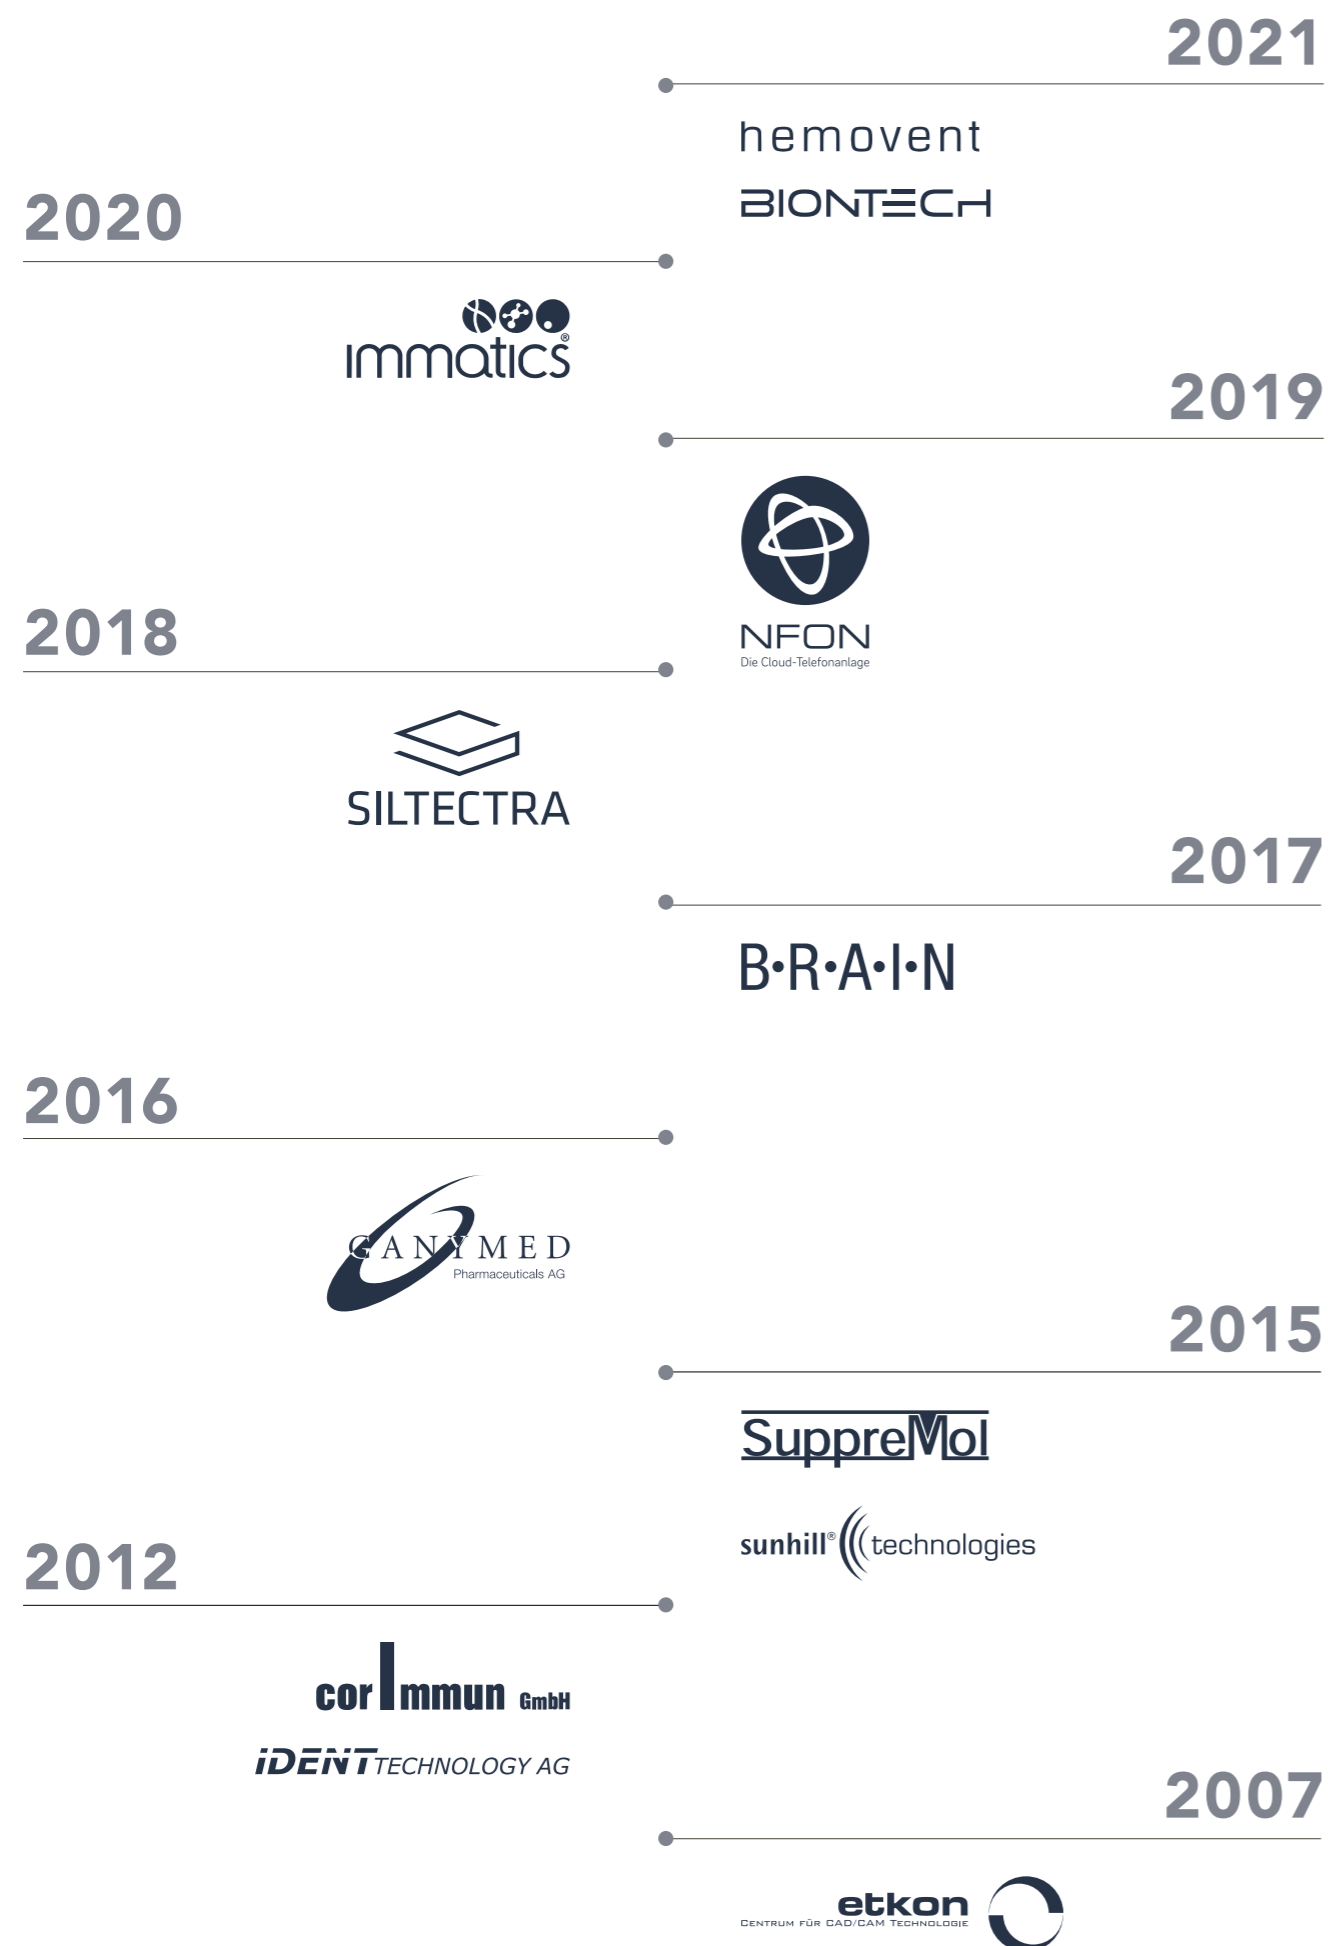 2021
hemovent
BIONTECH
2020
immatics®
2019
NFON
Die Cloud-Telefonanlage
2018
SILTECTRA
2017
B·R·A·I·N
2016
GANYMED
Pharmaceuticals AG
2015
SuppreMol
sunhill® technologies
2012
corImmun GmbH
iDENT TECHNOLOGY AG
2007
etkon
CENTRUM FÜR CAD/CAM TECHNOLOGIE